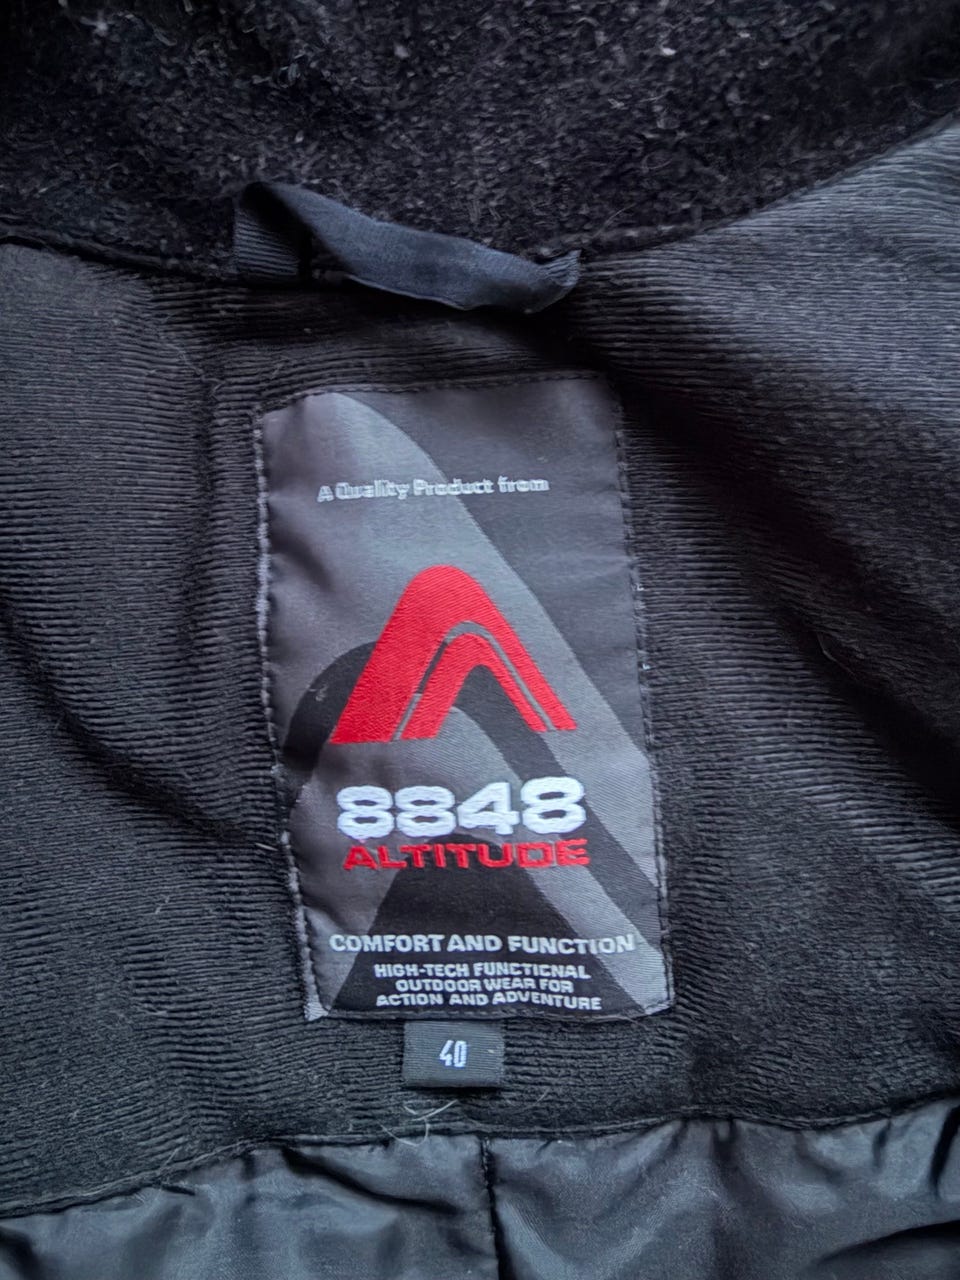 A Quality Product from
8848
ALTITUDE
COMFORT AND FUNCTION
HIGH-TECH FUNCTIONAL
OUTDOOR WEAR FOR
ACTION AND ADVENTURE
40